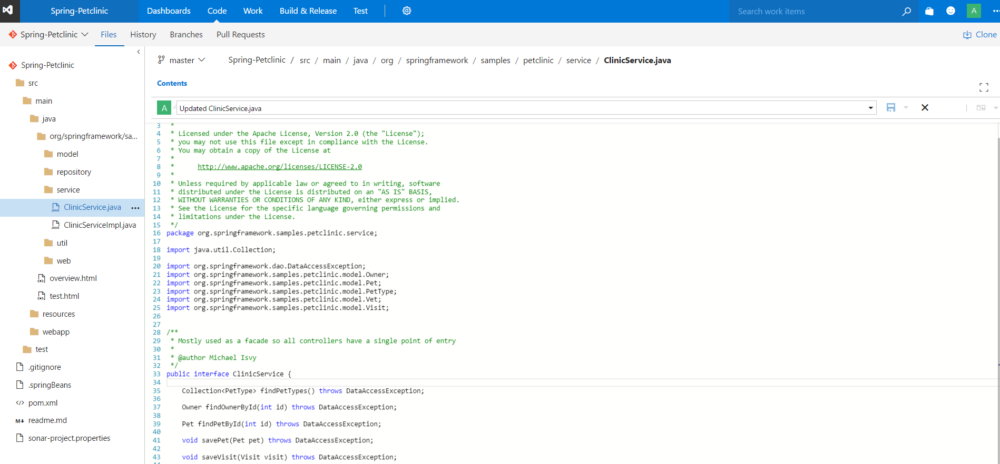 Spring-Petclinic Dashboards Code Work Build & Release Test Search work items A
Spring-Petclinic Files History Branches Pull Requests Clone
Spring-Petclinic
src
main
java
org/springframework/sa...
model
repository
service
ClinicService.java
JAVA
ClinicServiceImpl.java
JAVA
util
web
overview.html
test.html
resources
webapp
test
.gitignore
.springBeans
</> pom.xml
M↓ readme.md
sonar-project.properties
master Spring-Petclinic / src / main / java / org / springframework / samples / petclinic / service / ClinicService.java
Contents
A Updated ClinicService.java
3 *
4 * Licensed under the Apache License, Version 2.0 (the "License");
5 * you may not use this file except in compliance with the License.
6 * You may obtain a copy of the License at
7 *
8 * http://www.apache.org/licenses/LICENSE-2.0
9 *
10 * Unless required by applicable law or agreed to in writing, software
11 * distributed under the License is distributed on an "AS IS" BASIS,
12 * WITHOUT WARRANTIES OR CONDITIONS OF ANY KIND, either express or implied.
13 * See the License for the specific language governing permissions and
14 * limitations under the License.
15 */
16 package org.springframework.samples.petclinic.service;
17
18 import java.util.Collection;
19
20 import org.springframework.dao.DataAccessException;
21 import org.springframework.samples.petclinic.model.Owner;
22 import org.springframework.samples.petclinic.model.Pet;
23 import org.springframework.samples.petclinic.model.PetType;
24 import org.springframework.samples.petclinic.model.Vet;
25 import org.springframework.samples.petclinic.model.Visit;
26
27
28 /**
29 * Mostly used as a facade so all controllers have a single point of entry
30 *
31 * @author Michael Isvy
32 */
33 public interface ClinicService {
34
35 Collection<PetType> findPetTypes() throws DataAccessException;
36
37 Owner findOwnerById(int id) throws DataAccessException;
38
39 Pet findPetById(int id) throws DataAccessException;
40
41 void savePet(Pet pet) throws DataAccessException;
42
43 void saveVisit(Visit visit) throws DataAccessException;